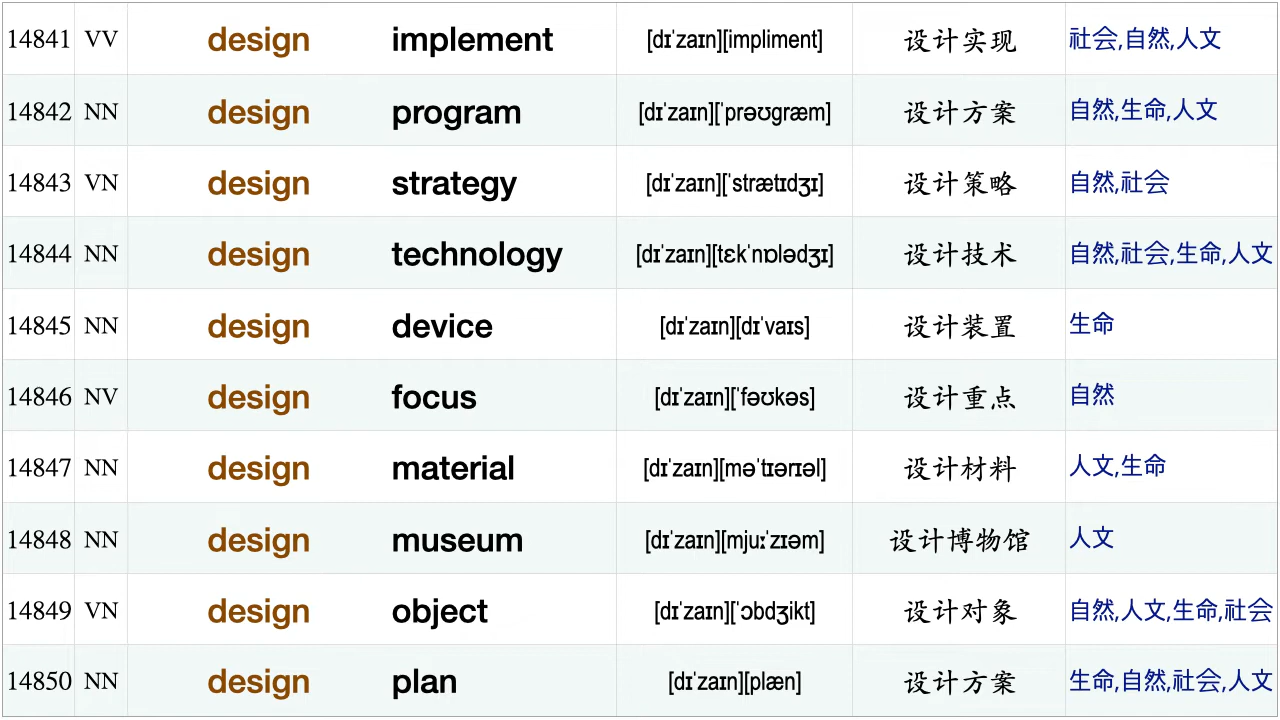 14841 VV design implement [dɪˈzaɪn][impliment] 设计实现 社会,自然,人文
14842 NN design program [dɪˈzaɪn][ˈprəʊgræm] 设计方案 自然,生命,人文
14843 VN design strategy [dɪˈzaɪn][ˈstrætɪdʒɪ] 设计策略 自然,社会
14844 NN design technology [dɪˈzaɪn][tɛkˈnɒlədʒɪ] 设计技术 自然,社会,生命,人文
14845 NN design device [dɪˈzaɪn][dɪˈvaɪs] 设计装置 生命
14846 NV design focus [dɪˈzaɪn][ˈfəʊkəs] 设计重点 自然
14847 NN design material [dɪˈzaɪn][məˈtɪərɪəl] 设计材料 人文,生命
14848 NN design museum [dɪˈzaɪn][mjuːˈzɪəm] 设计博物馆 人文
14849 VN design object [dɪˈzaɪn][ˈɔbdʒikt] 设计对象 自然,人文,生命,社会
14850 NN design plan [dɪˈzaɪn][plæn] 设计方案 生命,自然,社会,人文